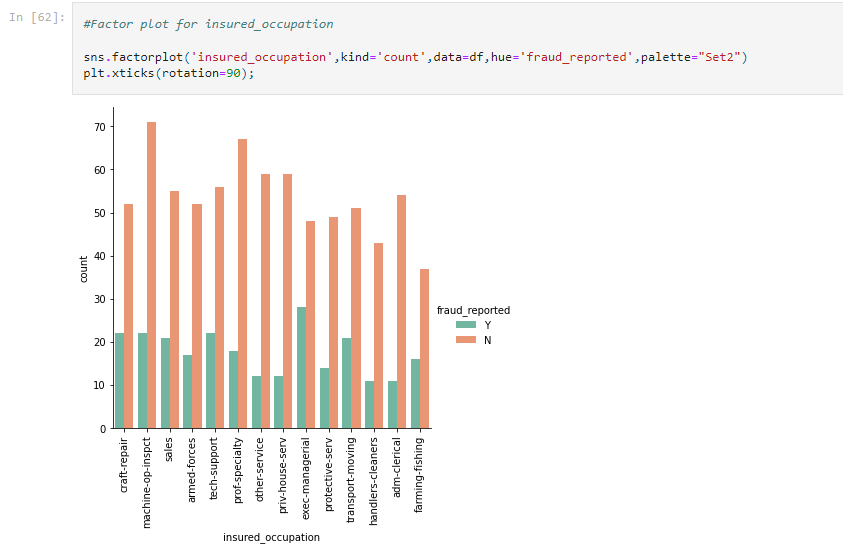 In [62]:
#Factor plot for insured_occupation
sns.factorplot('insured_occupation',kind='count',data=df,hue='fraud_reported',palette="Set2")
plt.xticks(rotation=90);
70
60
50
40
30
20
10
0
count
fraud_reported
Y
N
craft-repair
machine-op-inspct
sales
armed-forces
tech-support
prof-specialty
other-service
priv-house-serv
exec-managerial
protective-serv
transport-moving
handlers-cleaners
adm-clerical
farming-fishing
insured_occupation